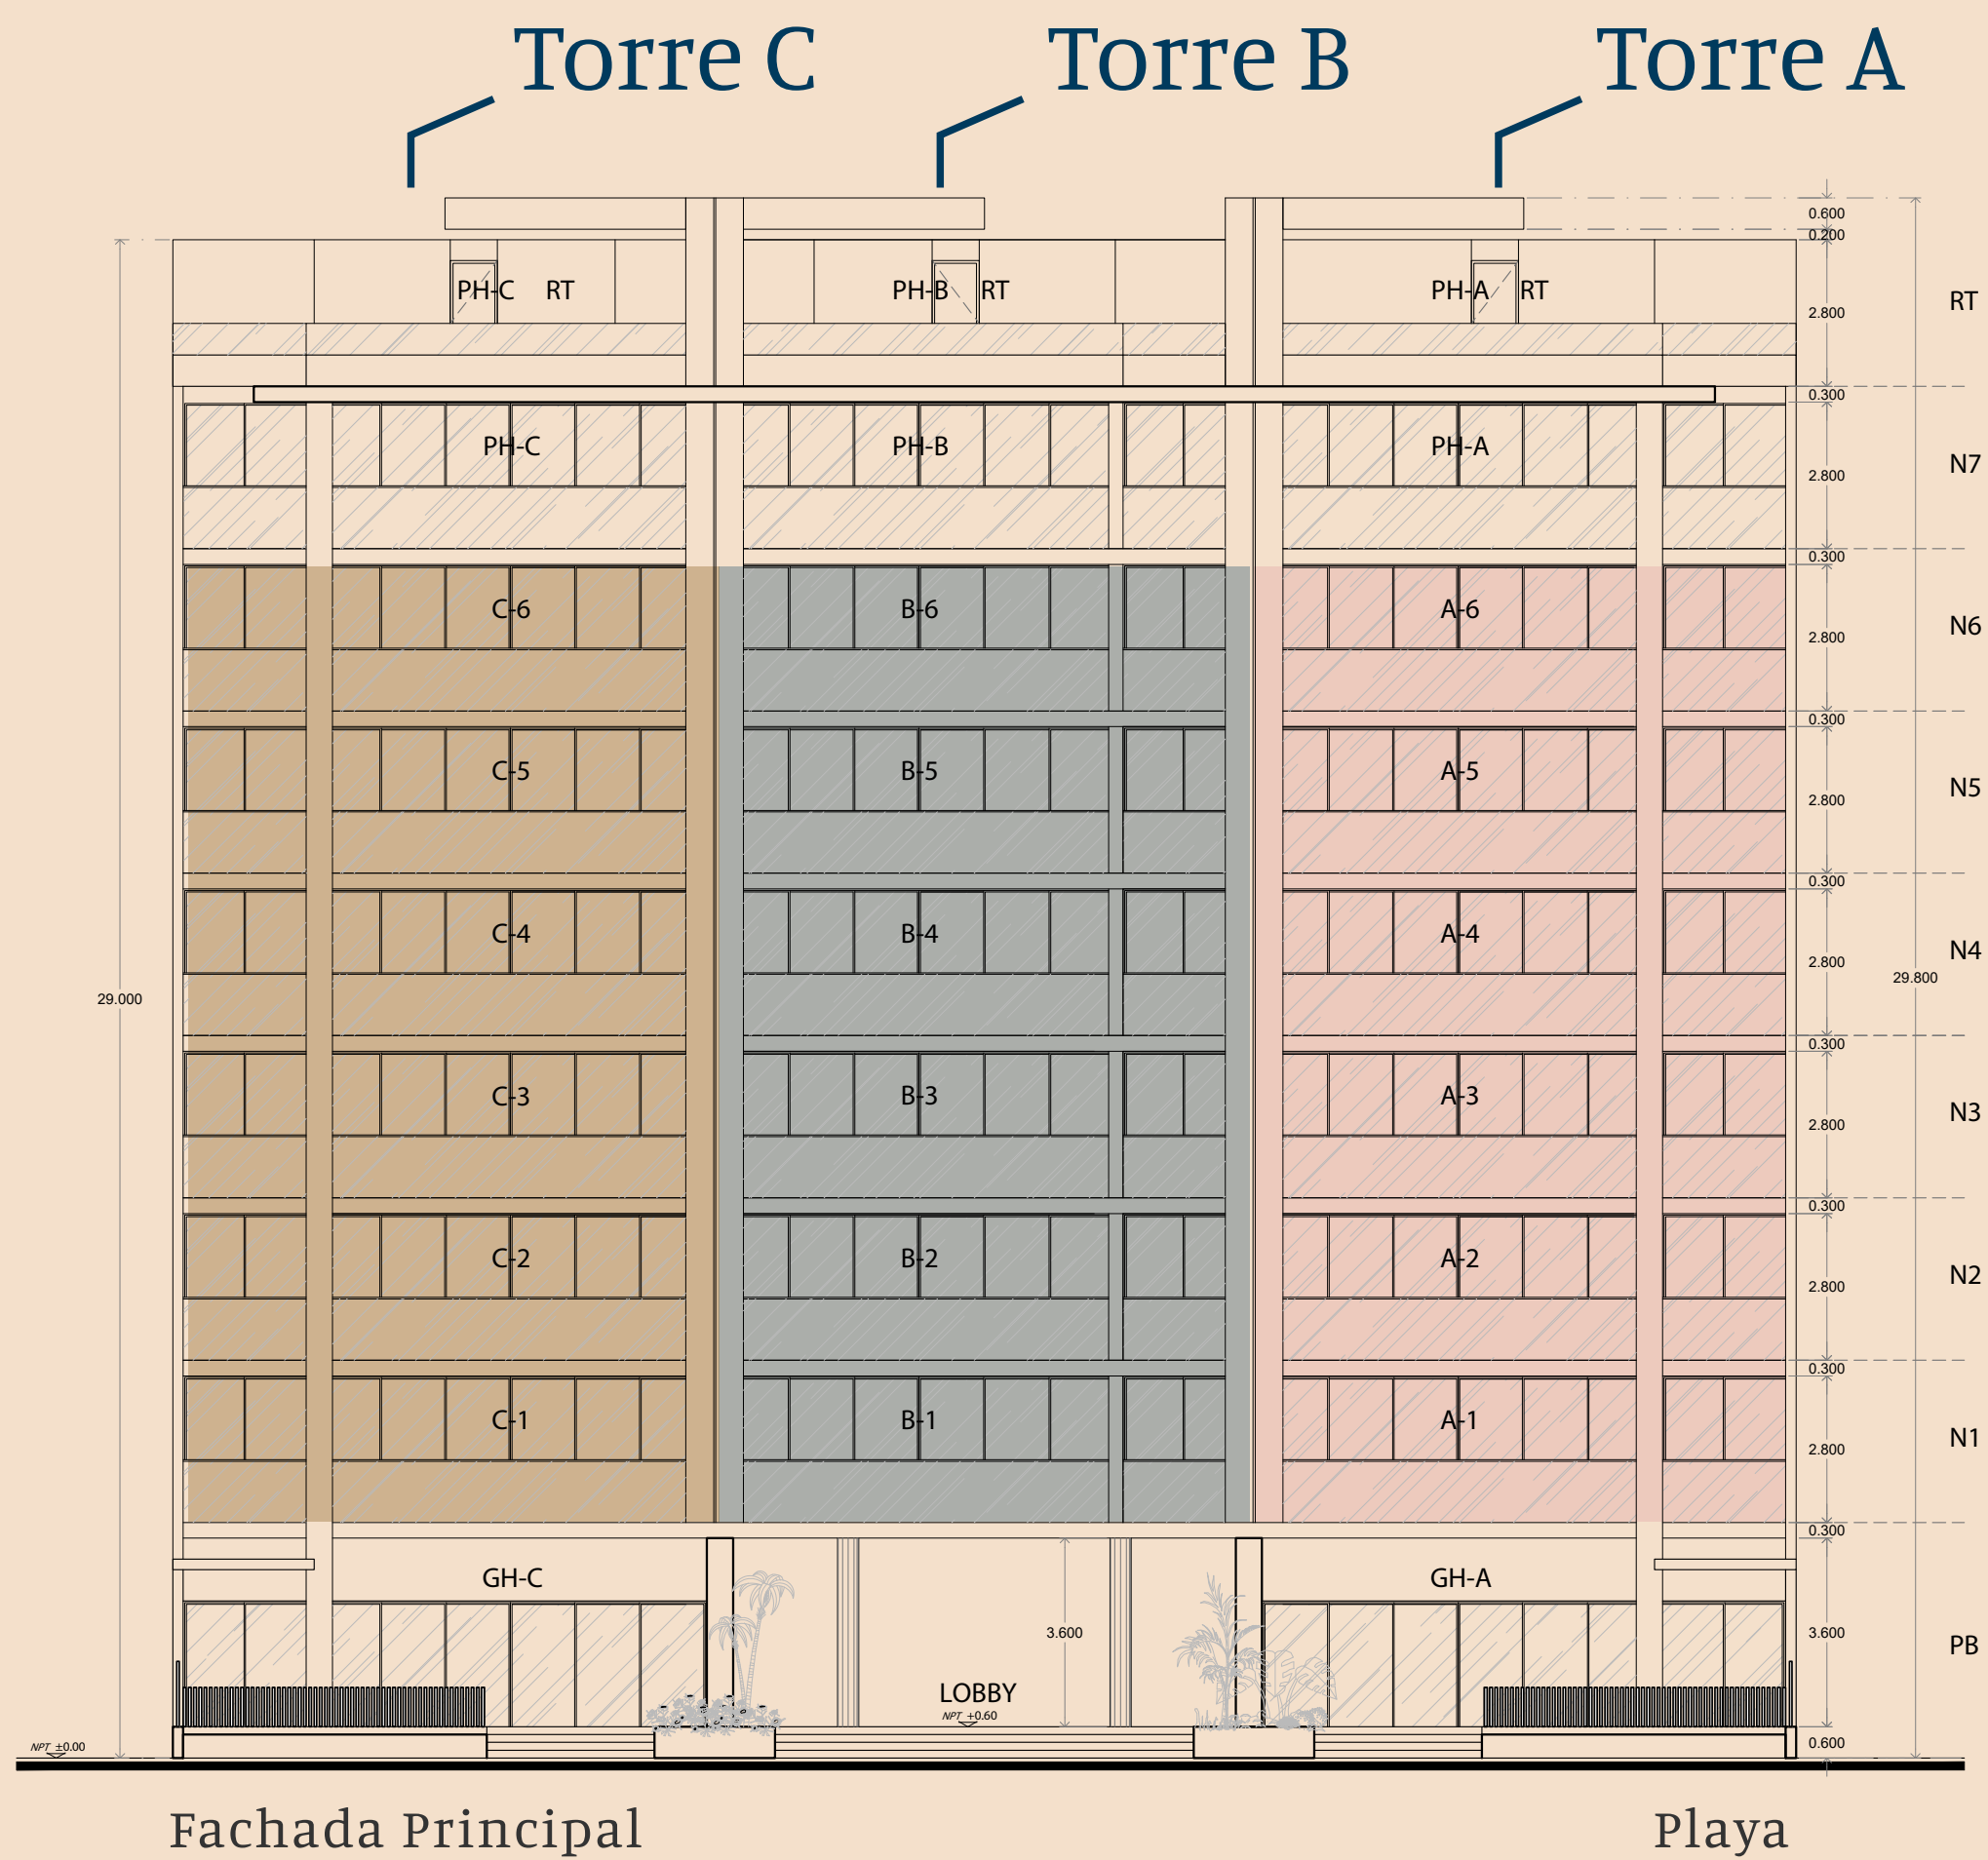 Torre C Torre B Torre A
0.600
0.200
PH-C RT PH-B RT PH-A RT RT
2.800
0.300
PH-C PH-B PH-A N7
2.800
0.300
C-6 B-6 A-6 N6
2.800
0.300
C-5 B-5 A-5 N5
2.800
0.300
C-4 B-4 A-4 N4
2.800
29.800
29.000
0.300
C-3 B-3 A-3 N3
2.800
0.300
C-2 B-2 A-2 N2
2.800
0.300
C-1 B-1 A-1 N1
2.800
0.300
GH-C GH-A
3.600 3.600 PB
LOBBY
NPT +0.60
NPT ±0.00 0.600
Fachada Principal Playa